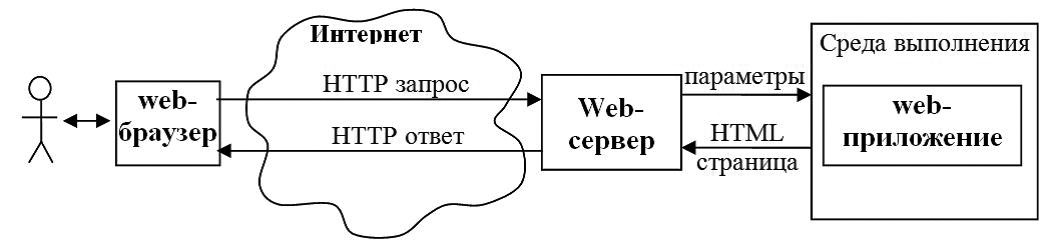 Интернет
Среда выполнения
HTTP запрос
параметры
web-
браузер
Web-
сервер
web-
приложение
HTTP ответ
HTML
страница